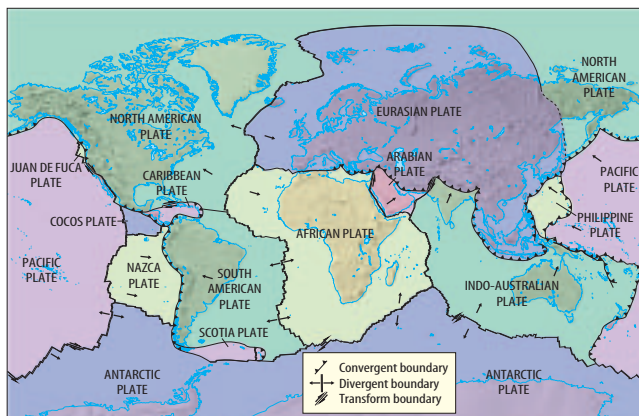 NORTH
AMERICAN
PLATE
EURASIAN PLATE
NORTH AMERICAN
PLATE
ARABIAN
PLATE
PACIFIC
PLATE
JUAN DE FUCA
PLATE
CARIBBEAN
PLATE
COCOS PLATE
PHILIPPINE
PLATE
AFRICAN PLATE
PACIFIC
PLATE
NAZCA
PLATE
SOUTH
AMERICAN
PLATE
INDO-AUSTRALIAN
PLATE
SCOTIA PLATE
ANTARCTIC
PLATE
Convergent boundary
Divergent boundary
Transform boundary
ANTARCTIC
PLATE